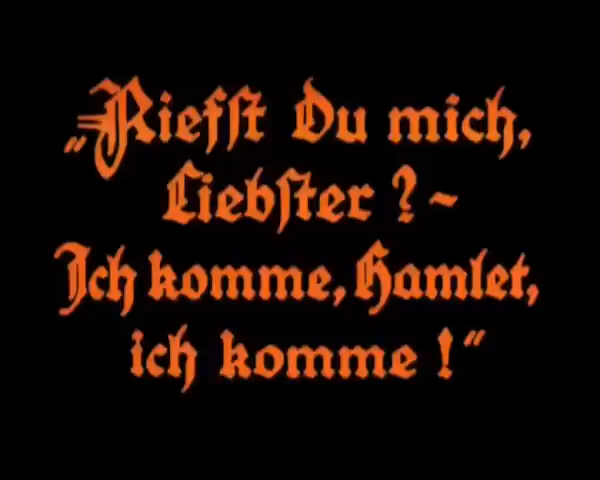 „Riefſt Du mich,
Liebſter? ~
Ich komme, Hamlet,
ich komme!“